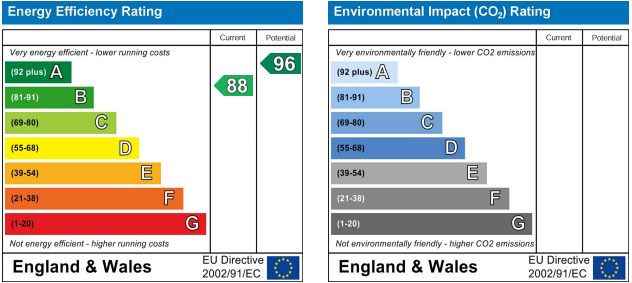 Energy Efficiency Rating
Current Potential
Very energy efficient - lower running costs
(92 plus) A
(81-91) B
(69-80) C
(55-68) D
(39-54) E
(21-38) F
(1-20) G
88
96
Not energy efficient - higher running costs
England & Wales
EU Directive
2002/91/EC
Environmental Impact (CO2) Rating
Current Potential
Very environmentally friendly - lower CO2 emissions
(92 plus) A
(81-91) B
(69-80) C
(55-68) D
(39-54) E
(21-38) F
(1-20) G
Not environmentally friendly - higher CO2 emissions
England & Wales
EU Directive
2002/91/EC